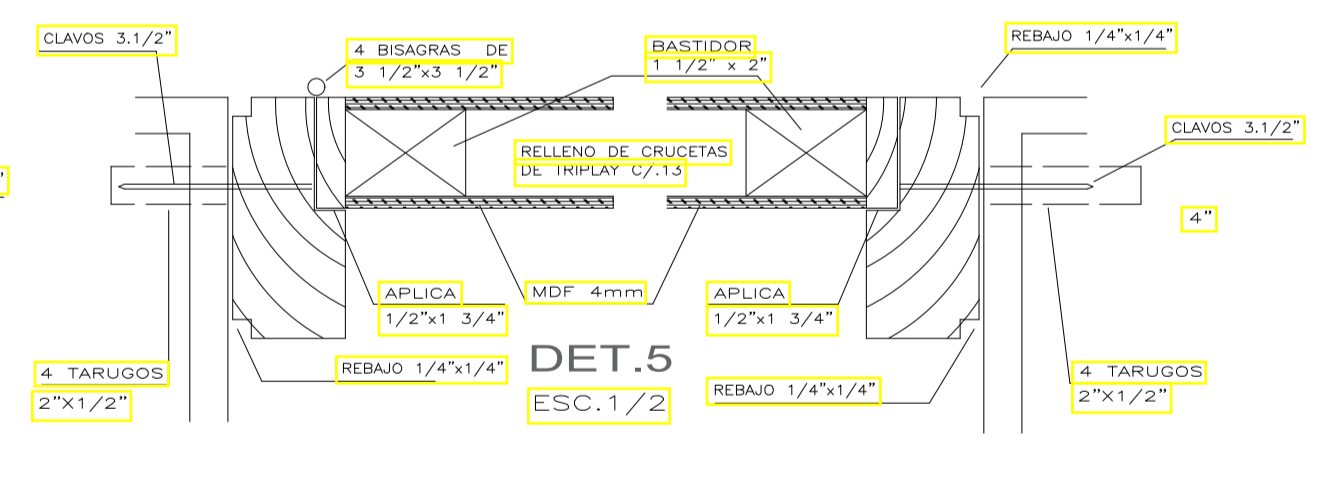 CLAVOS 3.1/2"
4 BISAGRAS DE
3 1/2"x3 1/2"
BASTIDOR
1 1/2" x 2"
REBAJO 1/4"x1/4"
CLAVOS 3.1/2"
RELLENO DE CRUCETAS
DE TRIPLAY C/.13
"
4"
APLICA
1/2"x1 3/4"
MDF 4mm
APLICA
1/2"x1 3/4"
DET.5
ESC.1/2
REBAJO 1/4"x1/4"
REBAJO 1/4"x1/4"
4 TARUGOS
2"X1/2"
4 TARUGOS
2"X1/2"